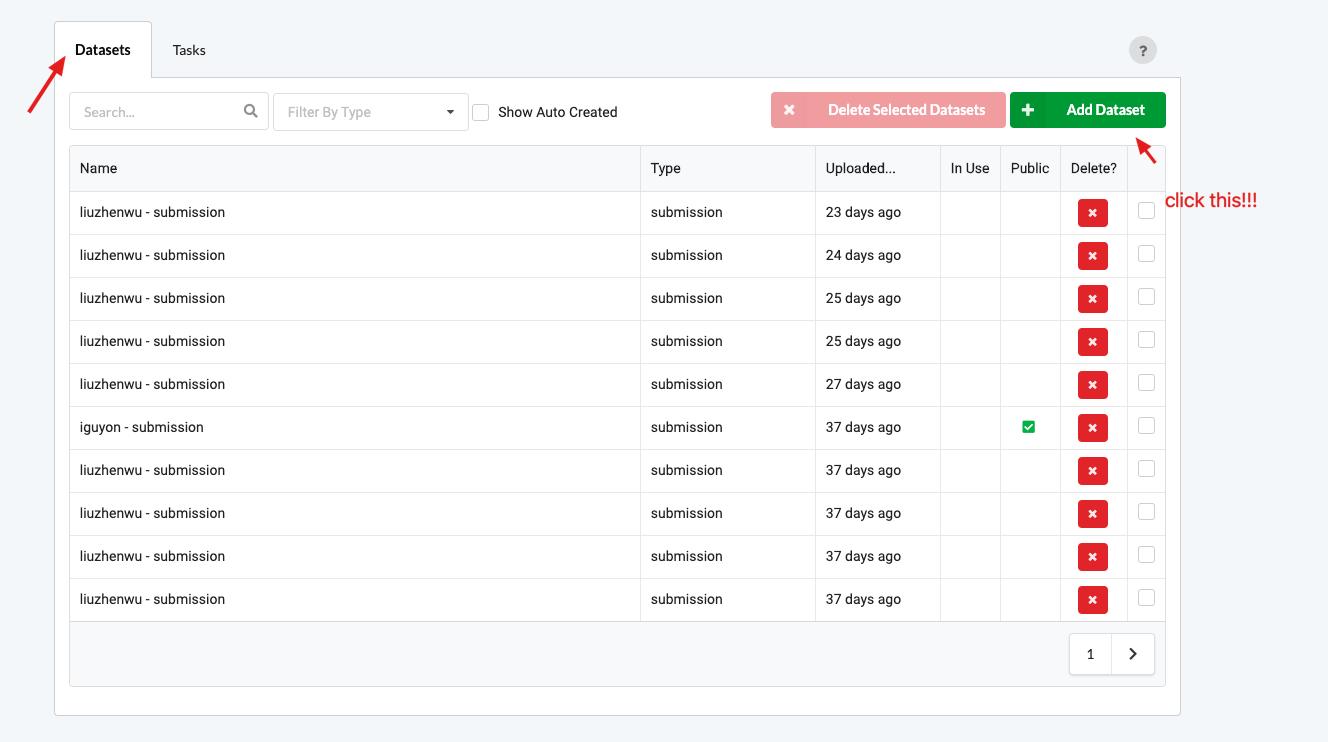 Datasets Tasks ?
Search... Filter By Type Show Auto Created Delete Selected Datasets Add Dataset
Name Type Uploaded... In Use Public Delete?
click this!!!
liuzhenwu - submission submission 23 days ago
liuzhenwu - submission submission 24 days ago
liuzhenwu - submission submission 25 days ago
liuzhenwu - submission submission 25 days ago
liuzhenwu - submission submission 27 days ago
iguyon - submission submission 37 days ago
liuzhenwu - submission submission 37 days ago
liuzhenwu - submission submission 37 days ago
liuzhenwu - submission submission 37 days ago
liuzhenwu - submission submission 37 days ago
1